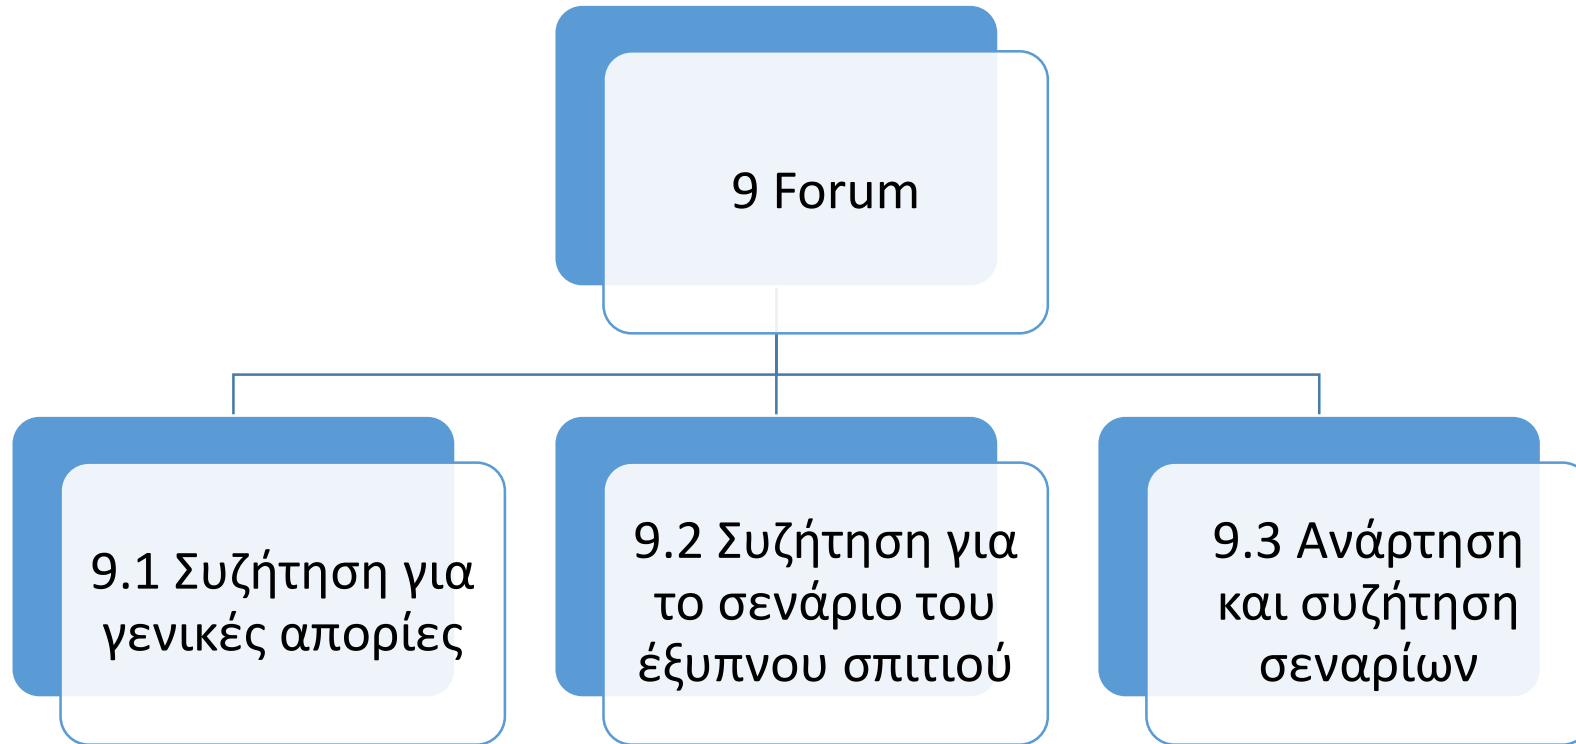 9 Forum
9.1 Συζήτηση για
γενικές απορίες
9.2 Συζήτηση για
το σενάριο του
έξυπνου σπιτιού
9.3 Ανάρτηση
και συζήτηση
σεναρίων